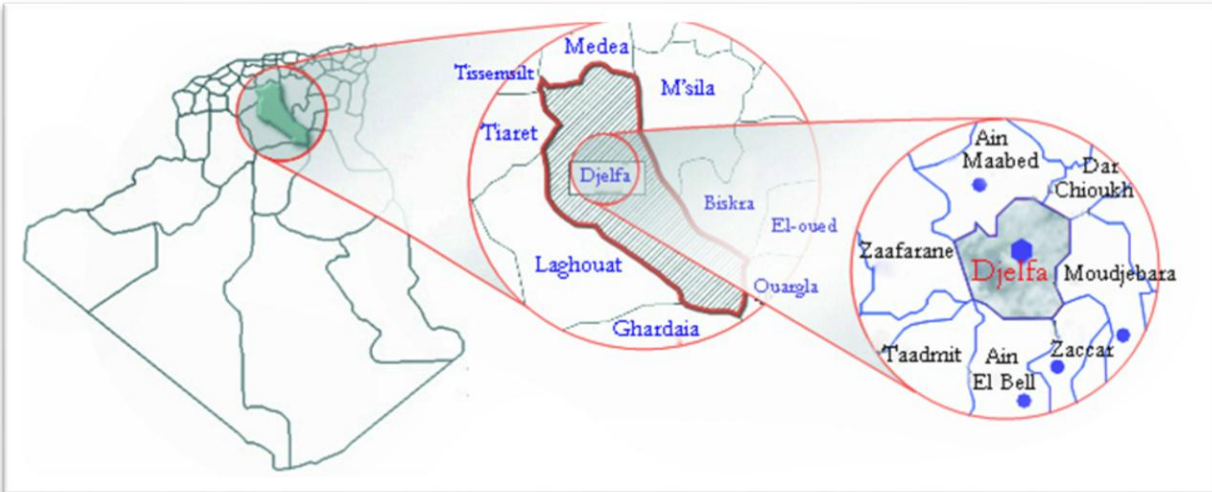 Medea
Tissemsilt
M'sila
Tiaret
Djelfa
Biskra
El-oued
Laghouat
Ouargla
Ghardaia
Ain
Maabed
Dar
Chioukh
Zaafarane
Djelfa
Moudjebara
Taadmit
Ain
El Bell
Zaccar